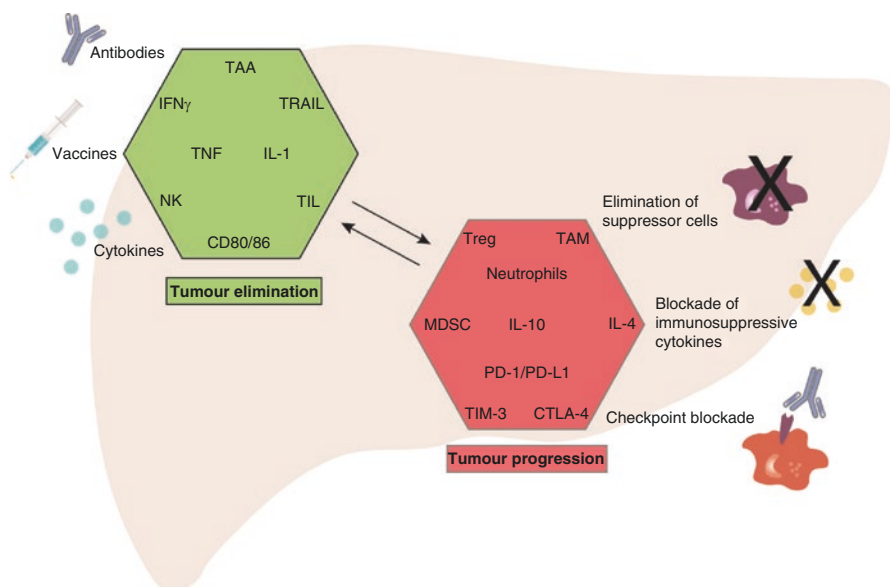 Antibodies
TAA
IFNγ
TRAIL
Vaccines
TNF
IL-1
NK
TIL
Cytokines
CD80/86
Tumour elimination
Elimination of
suppressor cells
Treg
TAM
Neutrophils
MDSC
IL-10
IL-4
Blockade of
immunosuppressive
cytokines
PD-1/PD-L1
TIM-3
CTLA-4
Checkpoint blockade
Tumour progression
X
X